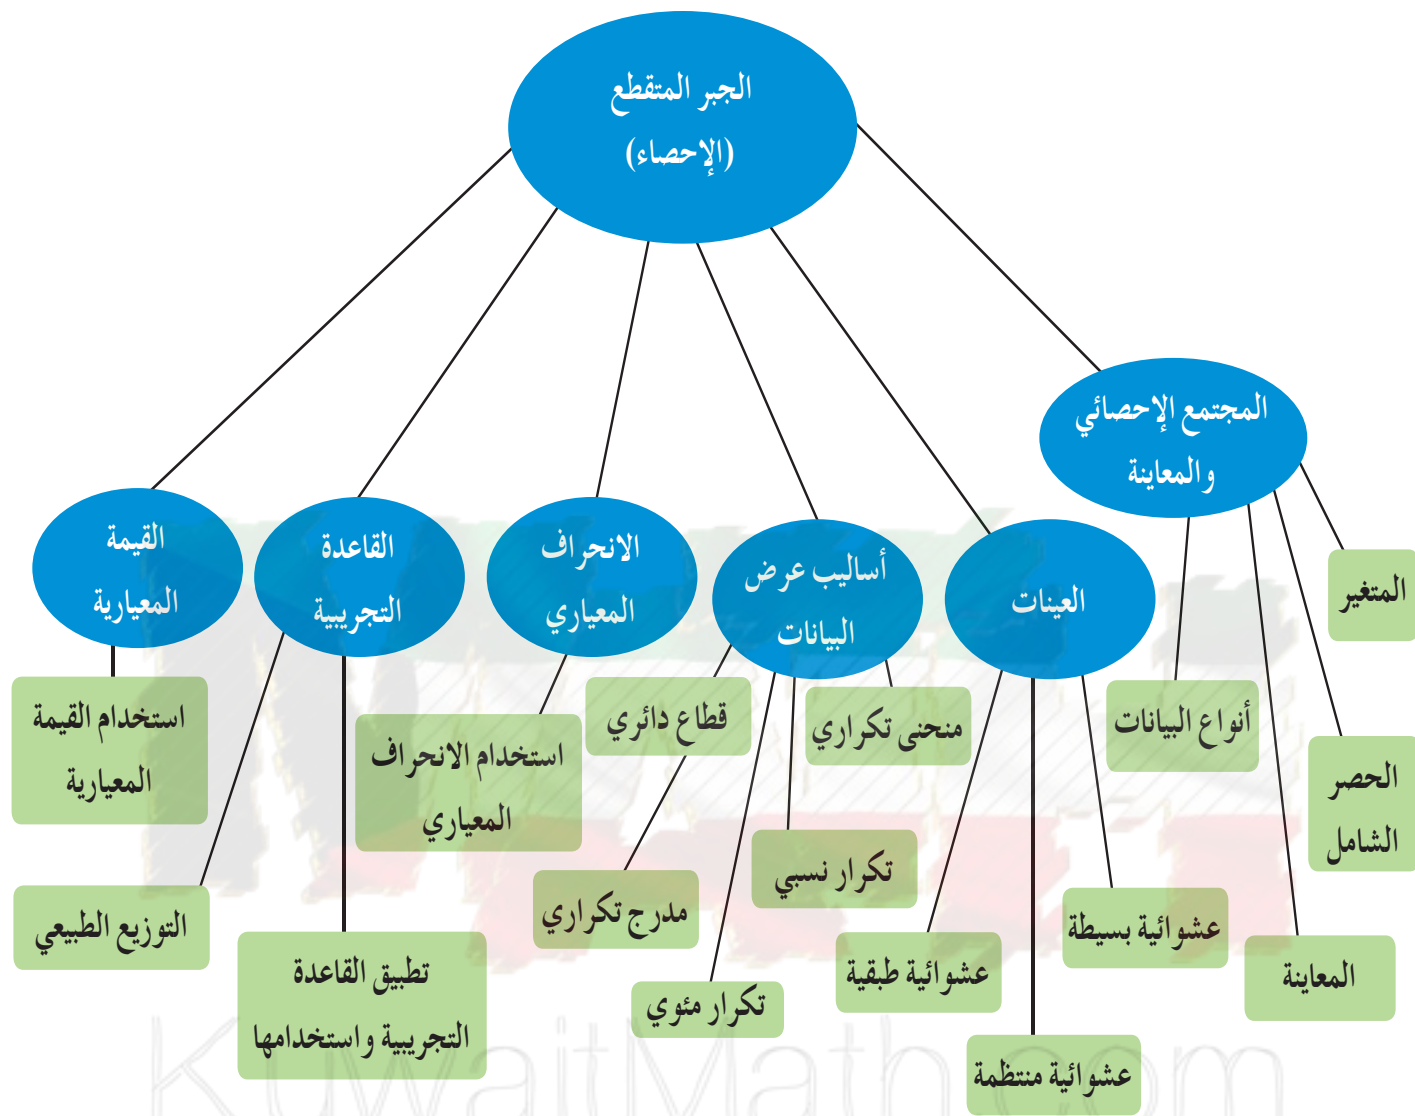 الجبر المتقطع
(الإحصاء)
المجتمع الإحصائي
والمعاينة
العينات
أساليب عرض
البيانات
الانحراف
المعياري
القاعدة
التجريبية
القيمة
المعيارية
المتغير
الحصر
الشامل
المعاينة
أنواع البيانات
عشوائية بسيطة
عشوائية منتظمة
عشوائية طبقية
منحنى تكراري
تكرار نسبي
تكرار مئوي
قطاع دائري
مدرج تكراري
استخدام الانحراف
المعياري
تطبيق القاعدة
التجريبية واستخدامها
التوزيع الطبيعي
استخدام القيمة
المعيارية
KuwaitMath.com